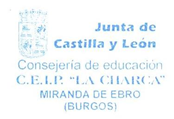 Junta de
Castilla y León
Consejería de educación
C.E.I.P. "LA CHARCA"
MIRANDA DE EBRO
(BURGOS)